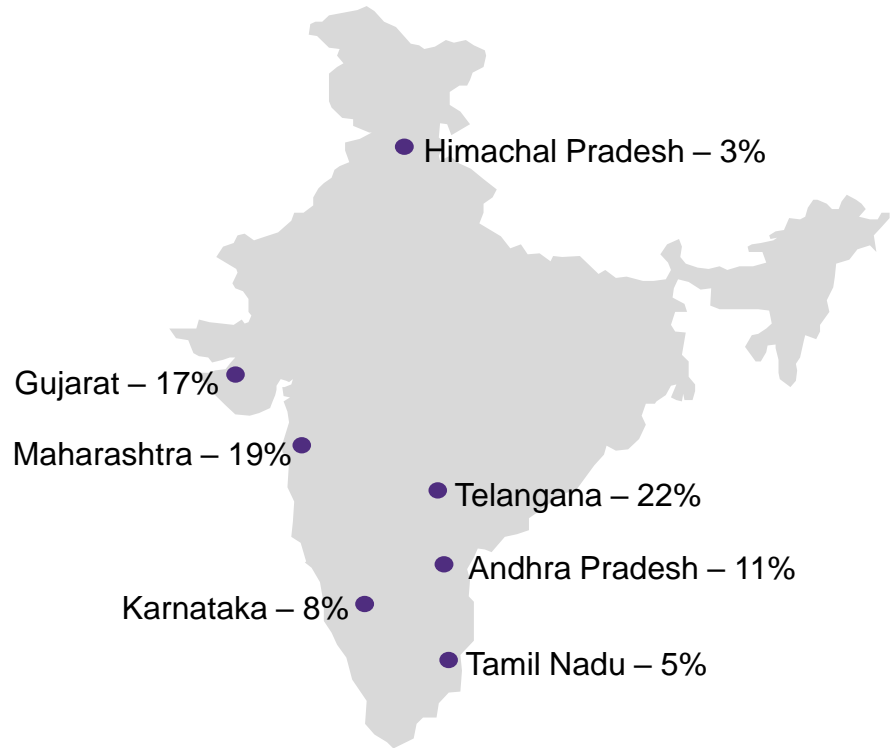 Himachal Pradesh – 3%
Gujarat – 17%
Maharashtra – 19%
Telangana – 22%
Andhra Pradesh – 11%
Karnataka – 8%
Tamil Nadu – 5%